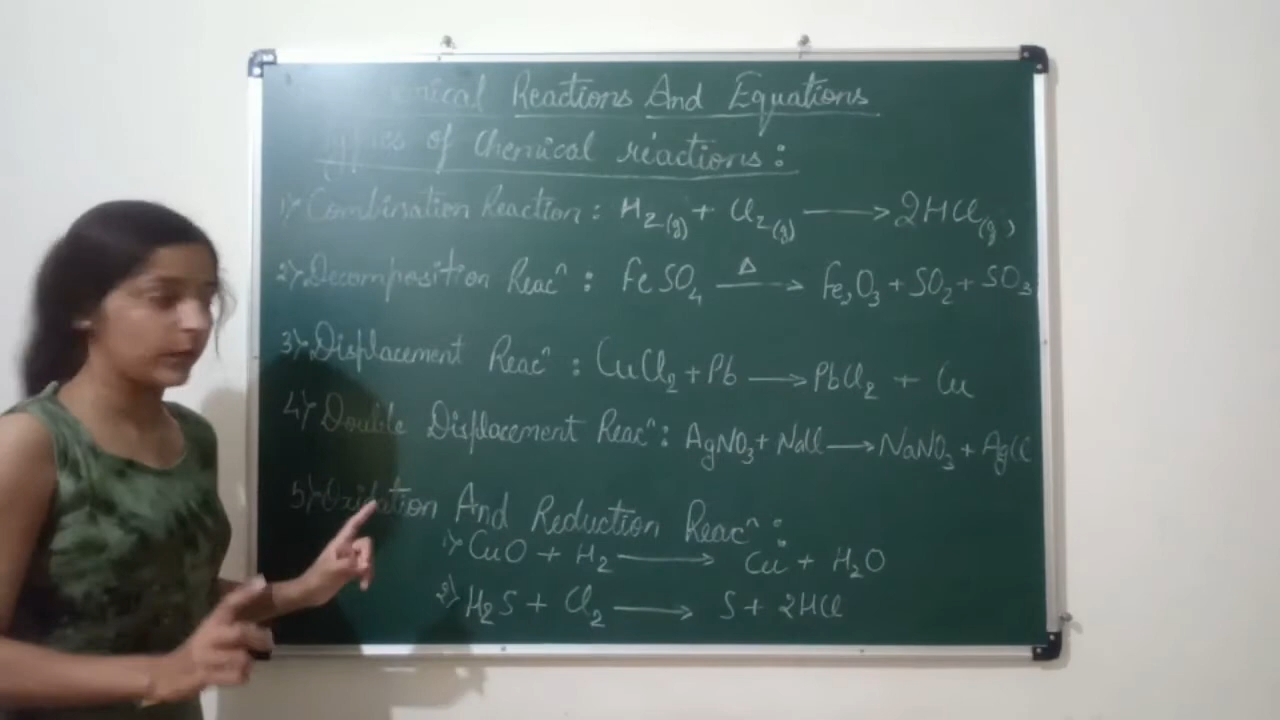 Chemical Reactions And Equations
Types of Chemical reactions:
1) Combination Reaction: H2(g) + Cl2(g) ⟶ 2HCl(g)
2) Decomposition Reacⁿ: FeSO4 —Δ→ Fe2O3 + SO2 + SO3
3) Displacement Reacⁿ: CuCl2 + Pb ⟶ PbCl2 + Cu
4) Double Displacement Reacⁿ: AgNO3 + NaCl ⟶ NaNO3 + AgCl
5) Oxidation And Reduction Reacⁿ:
1) CuO + H2 ⟶ Cu + H2O
2) H2S + Cl2 ⟶ S + 2HCl